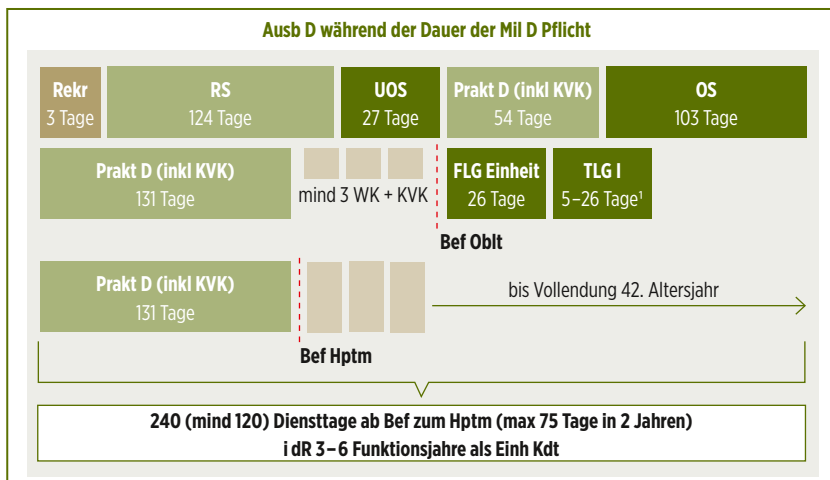 Ausb D während der Dauer der Mil D Pflicht
Rekr
3 Tage
RS
124 Tage
UOS
27 Tage
Prakt D (inkl KVK)
54 Tage
OS
103 Tage
Prakt D (inkl KVK)
131 Tage
mind 3 WK + KVK
FLG Einheit
26 Tage
TLG I
5–26 Tage¹
Bef Oblt
Prakt D (inkl KVK)
131 Tage
bis Vollendung 42. Altersjahr
Bef Hptm
240 (mind 120) Diensttage ab Bef zum Hptm (max 75 Tage in 2 Jahren)
i dR 3–6 Funktionsjahre als Einh Kdt